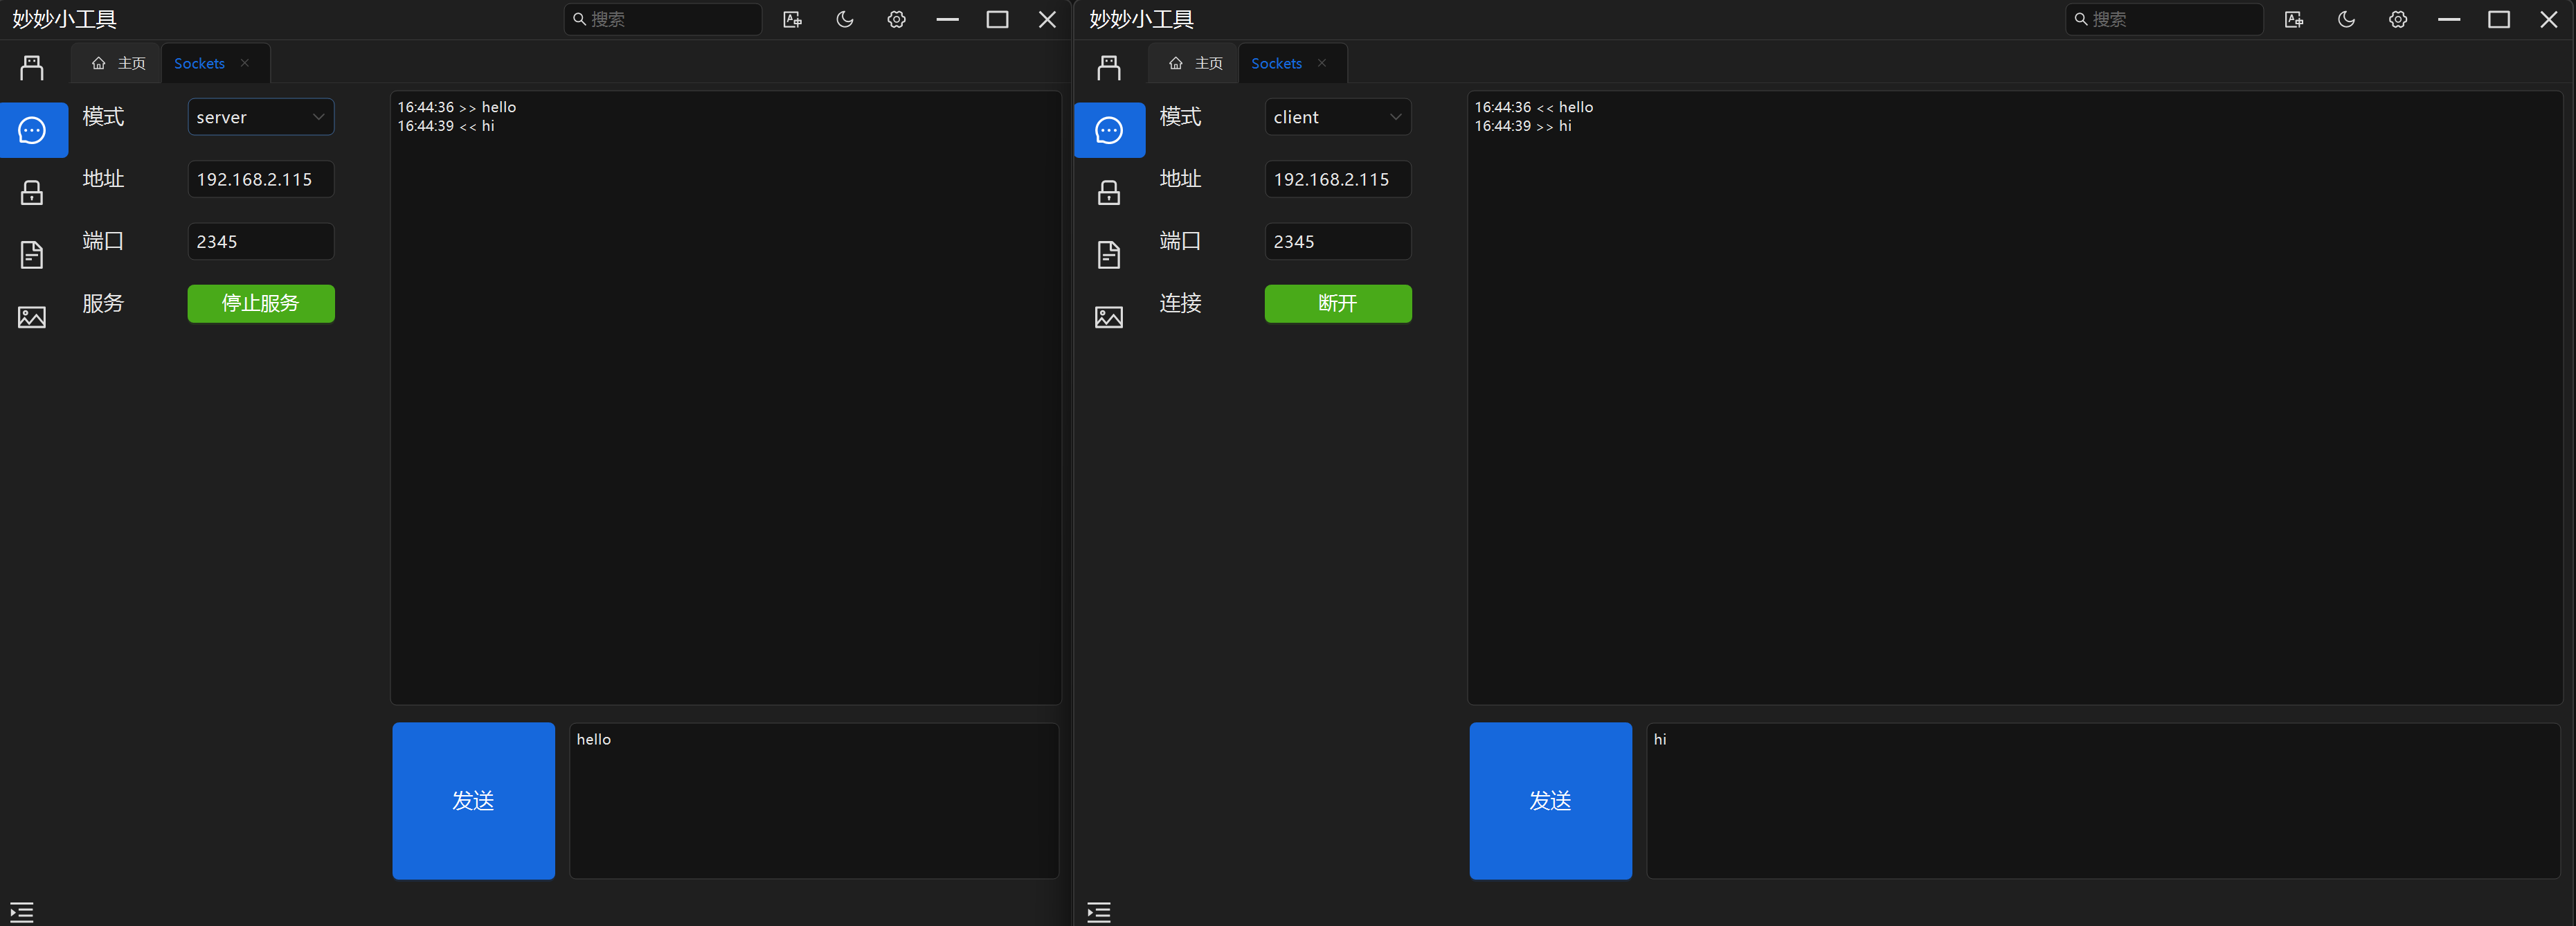 妙妙小工具
搜索
主页
Sockets
模式
server
地址
192.168.2.115
端口
2345
服务
停止服务
16:44:36 >> hello
16:44:39 << hi
发送
hello
妙妙小工具
搜索
主页
Sockets
模式
client
地址
192.168.2.115
端口
2345
连接
断开
16:44:36 << hello
16:44:39 >> hi
发送
hi